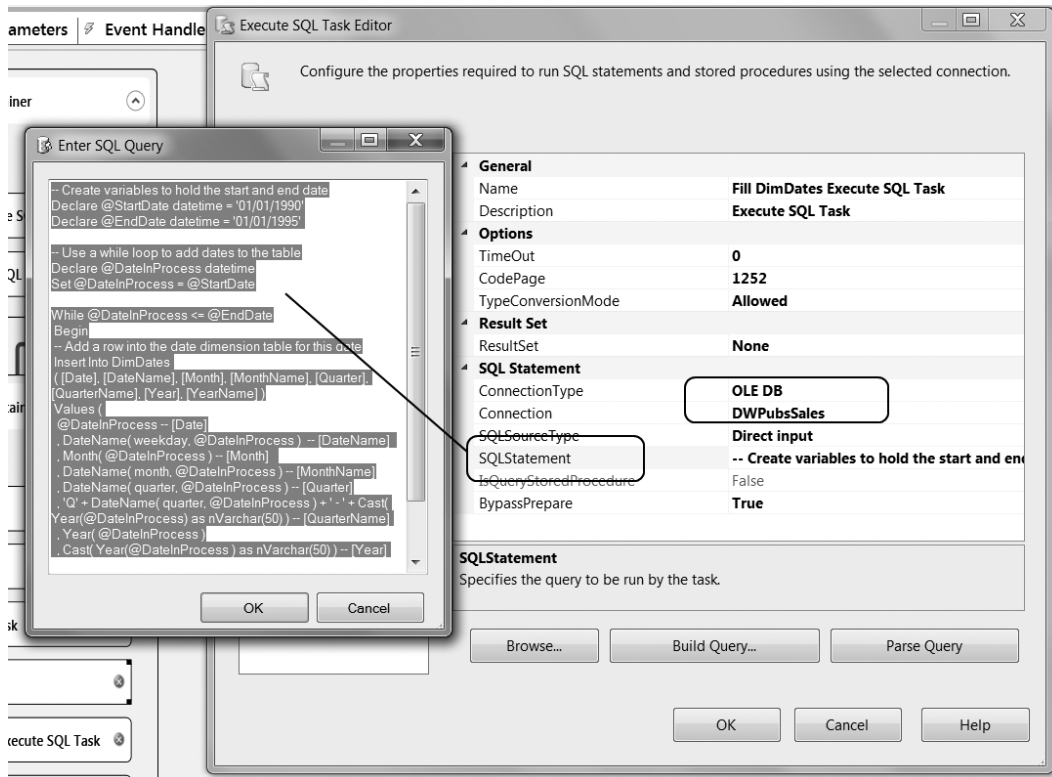 ameters
Event Handle
Execute SQL Task Editor
Configure the properties required to run SQL statements and stored procedures using the selected connection.
iner
Enter SQL Query
-- Create variables to hold the start and end date
Declare @StartDate datetime = '01/01/1990'
Declare @EndDate datetime = '01/01/1995'
-- Use a while loop to add dates to the table
Declare @DateInProcess datetime
Set @DateInProcess = @StartDate
While @DateInProcess <= @EndDate
Begin
-- Add a row into the date dimension table for this date
Insert Into DimDates
( [Date], [DateName], [Month], [MonthName], [Quarter],
[QuarterName], [Year], [YearName] )
Values (
@DateInProcess -- [Date]
, DateName( weekday, @DateInProcess ) -- [DateName]
, Month( @DateInProcess ) -- [Month]
, DateName( month, @DateInProcess ) -- [MonthName]
, DateName( quarter, @DateInProcess ) -- [Quarter]
, 'Q' + DateName( quarter, @DateInProcess ) + ' - ' + Cast(
Year(@DateInProcess) as nVarchar(50) ) -- [QuarterName]
, Year( @DateInProcess )
, Cast( Year(@DateInProcess ) as nVarchar(50) ) -- [Year]
OK
Cancel
General
Name Fill DimDates Execute SQL Task
Description Execute SQL Task
Options
TimeOut 0
CodePage 1252
TypeConversionMode Allowed
Result Set
ResultSet None
SQL Statement
ConnectionType OLE DB
Connection DWPubsSales
SQLSourceType Direct input
SQLStatement -- Create variables to hold the start and end
IsQueryStoredProcedure False
BypassPrepare True
SQLStatement
Specifies the query to be run by the task.
Browse...
Build Query...
Parse Query
OK
Cancel
Help
e S
QL
tain
sk
xecute SQL Task